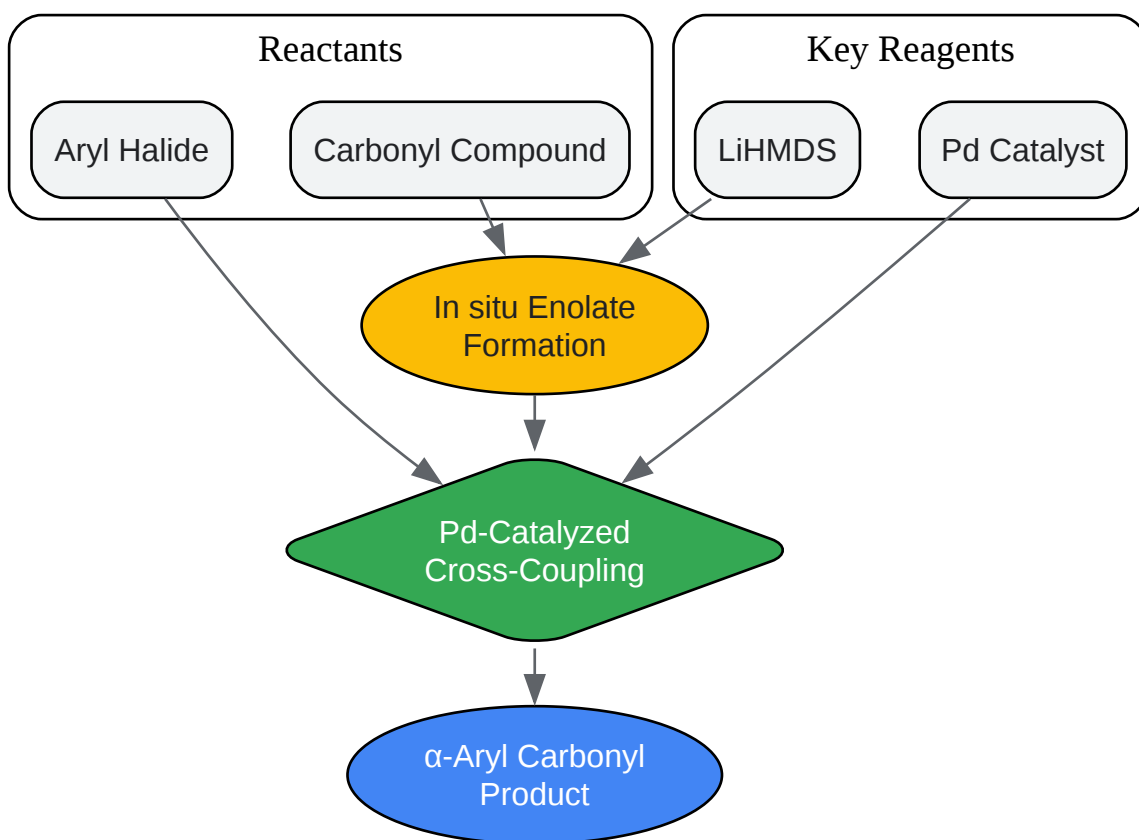 Reactants
Key Reagents
Aryl Halide
Carbonyl Compound
LiHMDS
Pd Catalyst
In situ Enolate
Formation
Pd-Catalyzed
Cross-Coupling
α-Aryl Carbonyl
Product